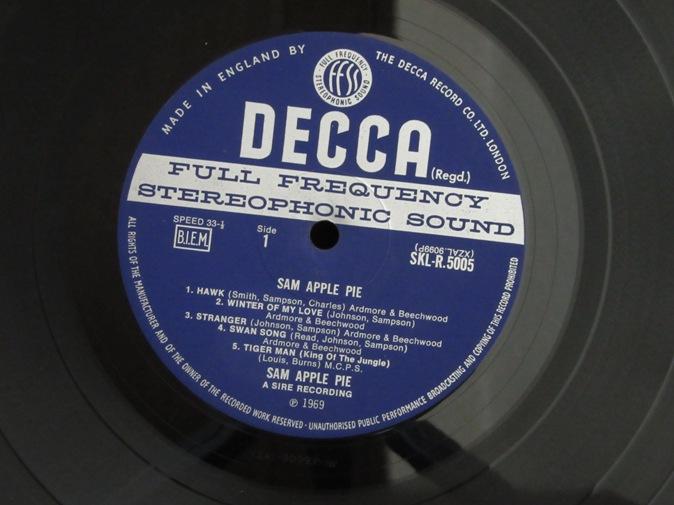 MADE IN ENGLAND BY
THE DECCA RECORD CO. LTD. LONDON
FULL FREQUENCY
ffss
STEREOPHONIC SOUND
DECCA
(Regd.)
FULL FREQUENCY
STEREOPHONIC SOUND
SPEED 33-⅓
B.I.E.M.
Side
1
(XZAL.9099P)
SKL-R.5005
SAM APPLE PIE
1. HAWK (Smith, Sampson, Charles) Ardmore & Beechwood
2. WINTER OF MY LOVE (Johnson, Sampson)
Ardmore & Beechwood
3. STRANGER (Johnson, Sampson) Ardmore & Beechwood
4. SWAN SONG (Read, Johnson, Sampson)
Ardmore & Beechwood
5. TIGER MAN (King Of The Jungle)
(Louis, Burns) M.C.P.S.
SAM APPLE PIE
A SIRE RECORDING
℗ 1969
ALL RIGHTS OF THE MANUFACTURER AND OF THE OWNER OF THE RECORDED WORK RESERVED · UNAUTHORISED PUBLIC PERFORMANCE BROADCASTING AND COPYING OF THIS RECORD PROHIBITED